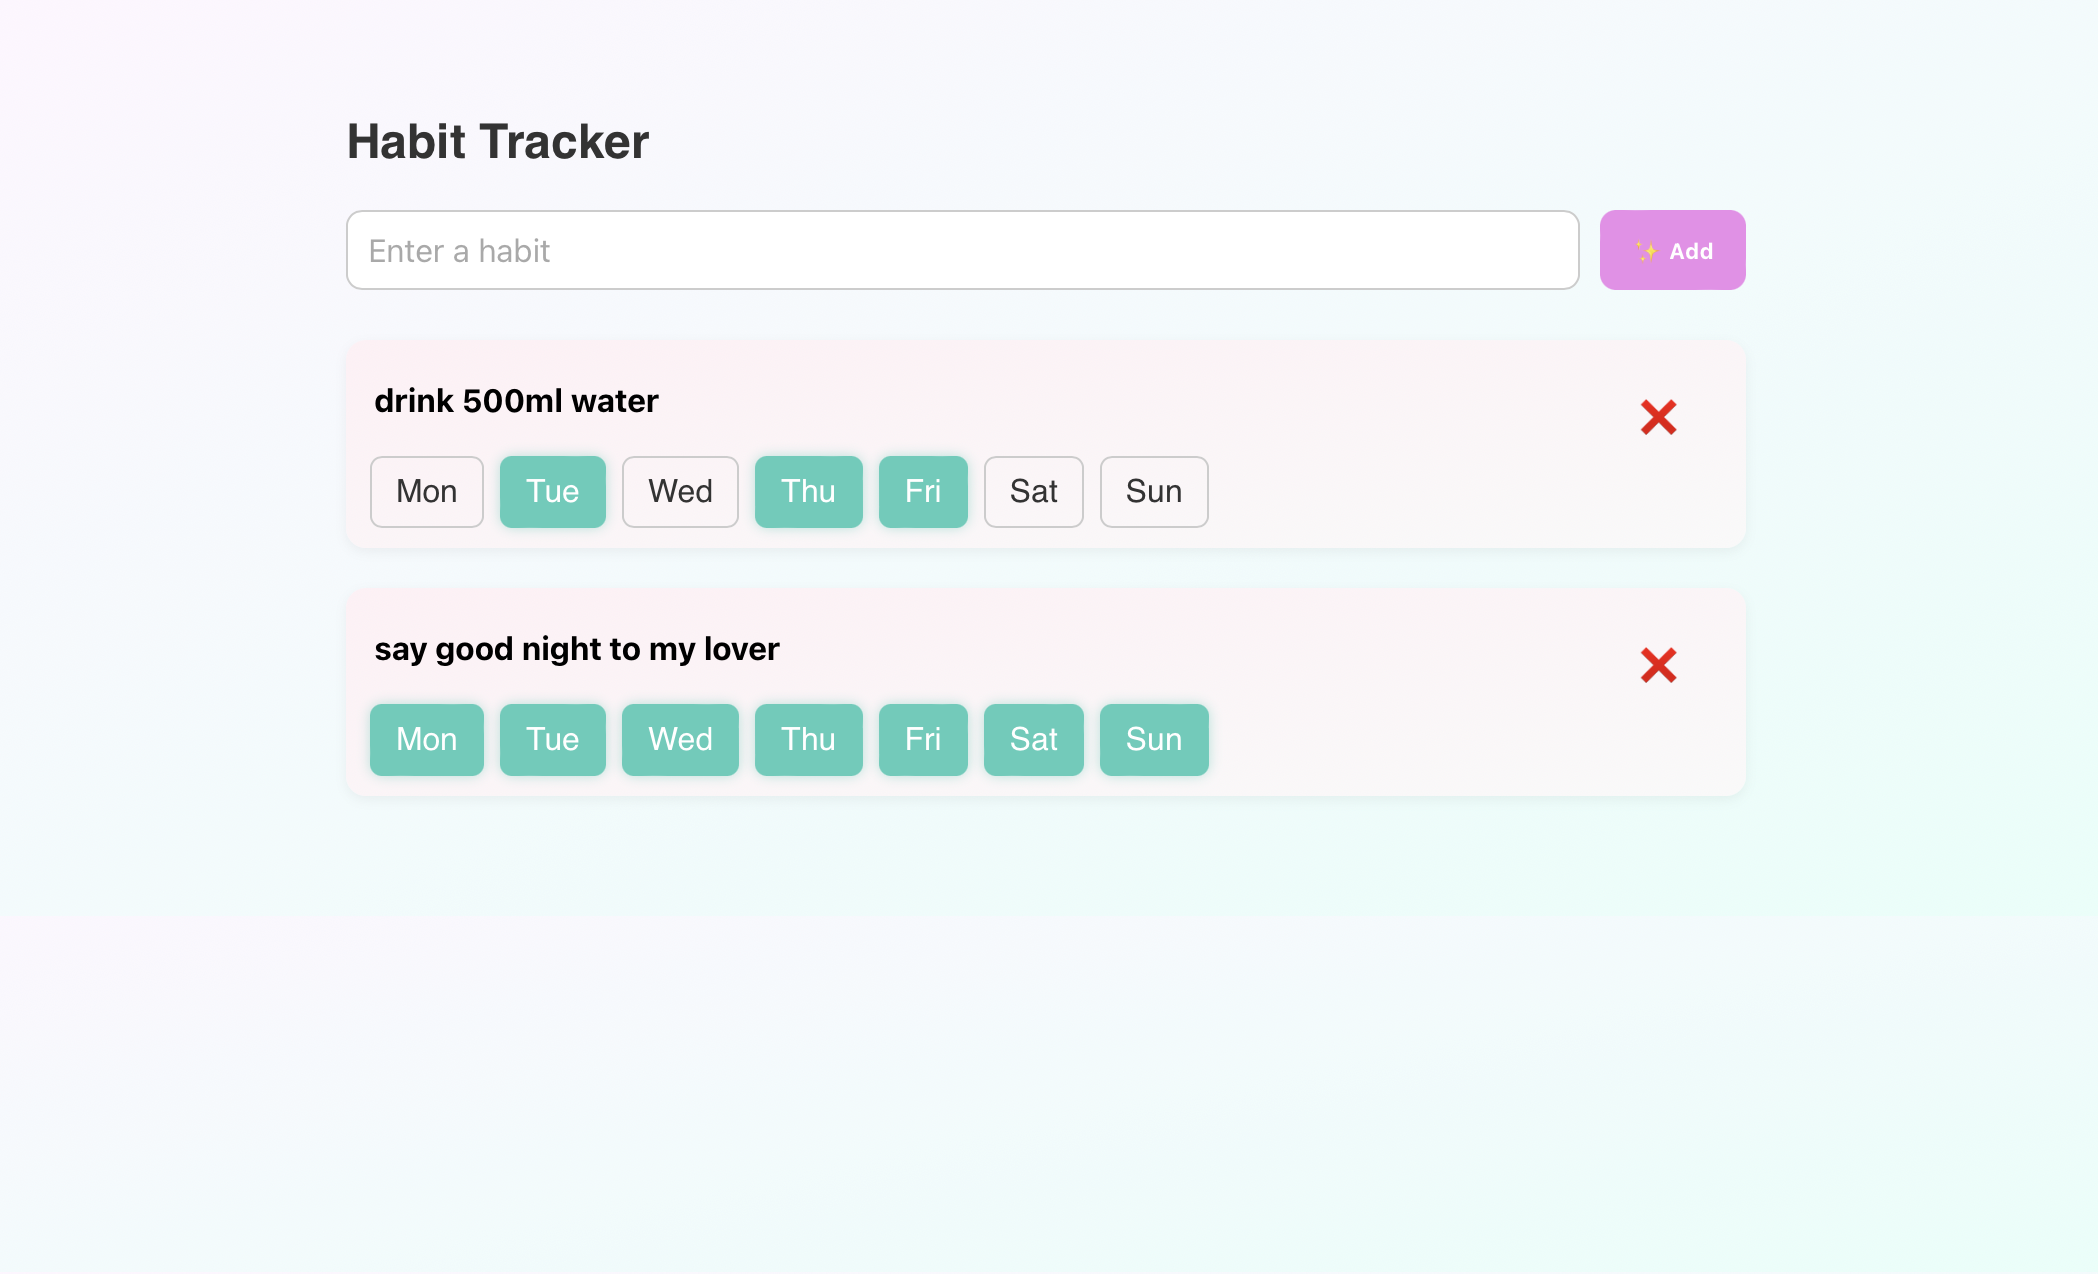 Habit Tracker
Enter a habit
✨ Add
drink 500ml water
Mon Tue Wed Thu Fri Sat Sun
say good night to my lover
Mon Tue Wed Thu Fri Sat Sun